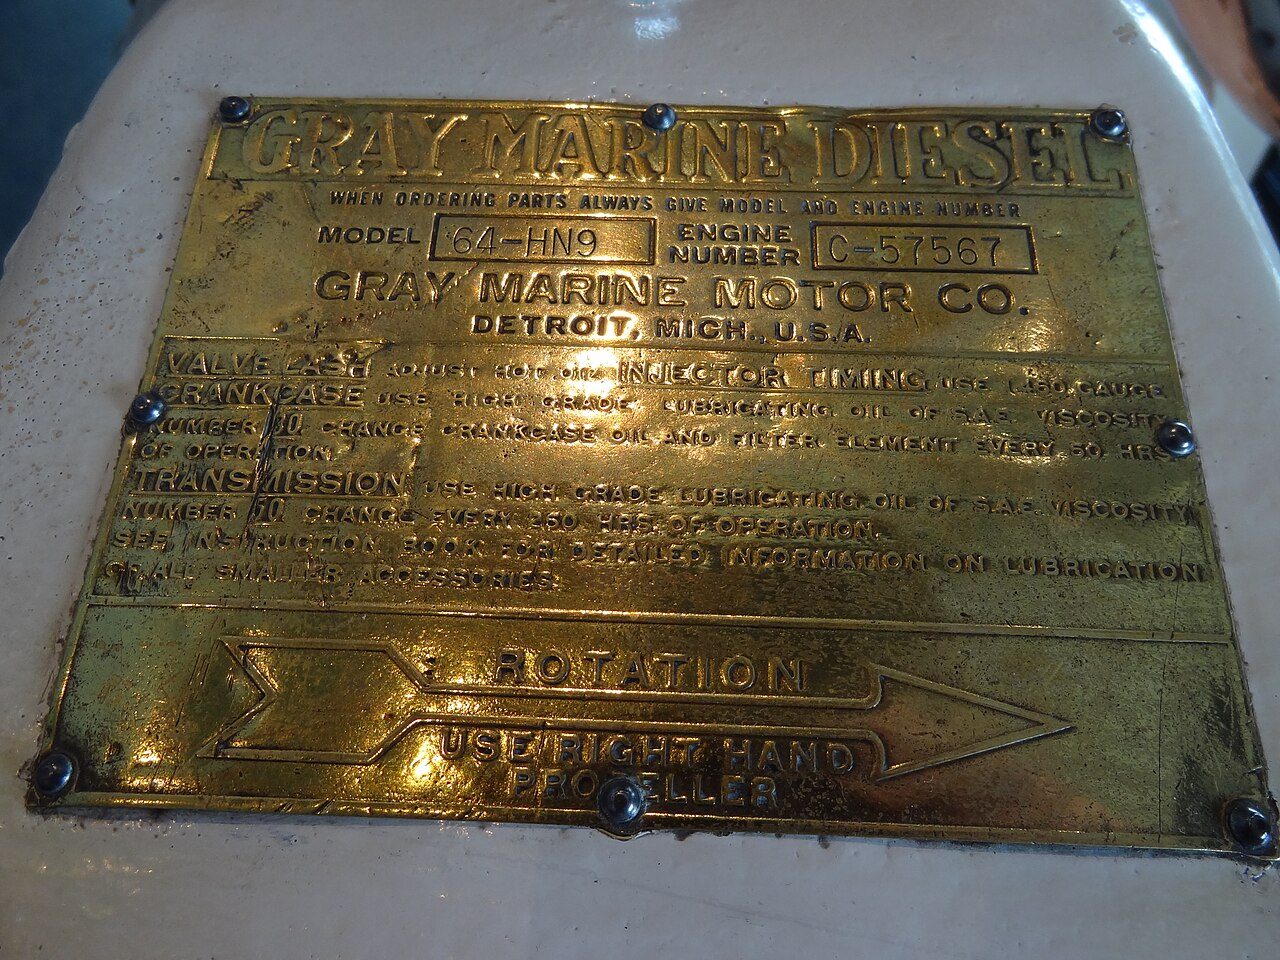 GRAY MARINE DIESEL
WHEN ORDERING PARTS ALWAYS GIVE MODEL AND ENGINE NUMBER
MODEL 64-HN9 ENGINE NUMBER C-57567
GRAY MARINE MOTOR CO.
DETROIT, MICH., U.S.A.
VALVE LASH ADJUST HOT INJECTOR TIMING USE 1.460 GAUGE
CRANKCASE USE HIGH GRADE LUBRICATING OIL OF S.A.E. VISCOSITY
NUMBER CHANGE CRANKCASE OIL AND FILTER ELEMENT EVERY HRS.
OF OPERATION.
TRANSMISSION USE HIGH GRADE LUBRICATING OIL OF S.A.E. VISCOSITY
NUMBER CHANGE EVERY HRS. OF OPERATION.
SEE INSTRUCTION BOOK FOR DETAILED INFORMATION ON LUBRICATION
OF ALL SMALLER ACCESSORIES.
ROTATION
USE RIGHT HAND
PROPELLER